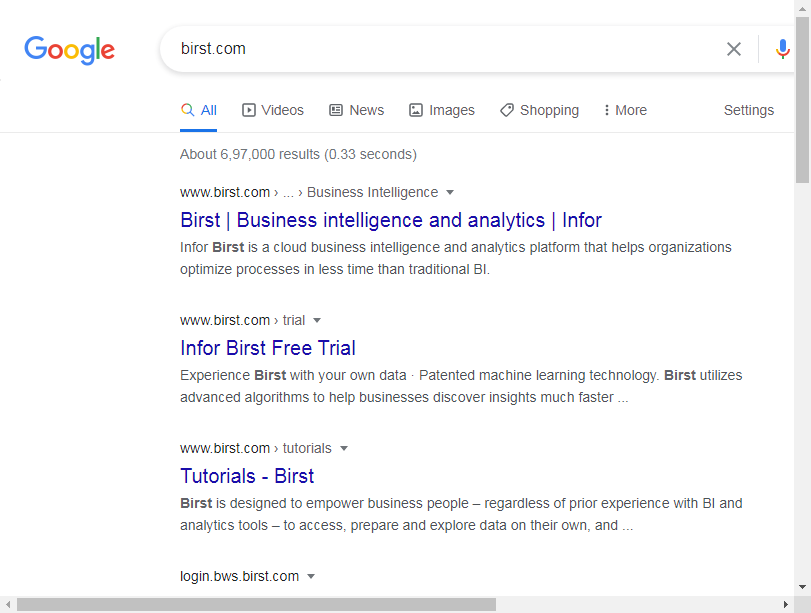 Google
birst.com
All Videos News Images Shopping More Settings
About 6,97,000 results (0.33 seconds)
www.birst.com › ... › Business Intelligence
Birst | Business intelligence and analytics | Infor
Infor Birst is a cloud business intelligence and analytics platform that helps organizations
optimize processes in less time than traditional BI.
www.birst.com › trial
Infor Birst Free Trial
Experience Birst with your own data · Patented machine learning technology. Birst utilizes
advanced algorithms to help businesses discover insights much faster ...
www.birst.com › tutorials
Tutorials - Birst
Birst is designed to empower business people – regardless of prior experience with BI and
analytics tools – to access, prepare and explore data on their own, and ...
login.bws.birst.com